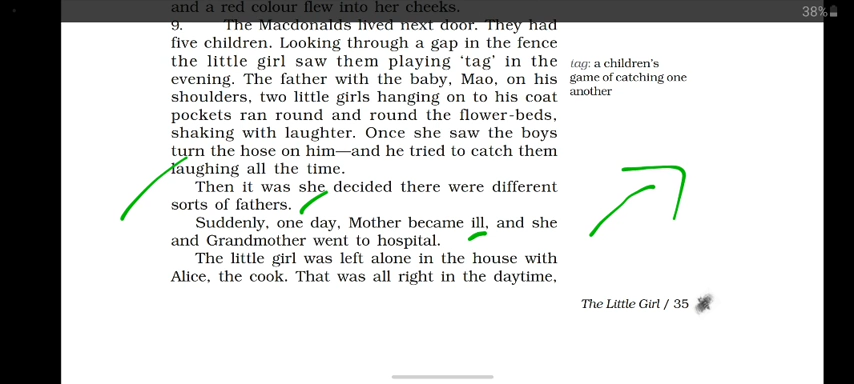 and a red colour flew into her cheeks.
38%
9. The Macdonalds lived next door. They had
five children. Looking through a gap in the fence
the little girl saw them playing ‘tag’ in the
evening. The father with the baby, Mao, on his
shoulders, two little girls hanging on to his coat
pockets ran round and round the flower-beds,
shaking with laughter. Once she saw the boys
turn the hose on him—and he tried to catch them
laughing all the time.
tag: a children’s
game of catching one
another
Then it was she decided there were different
sorts of fathers.
Suddenly, one day, Mother became ill, and she
and Grandmother went to hospital.
The little girl was left alone in the house with
Alice, the cook. That was all right in the daytime,
The Little Girl / 35